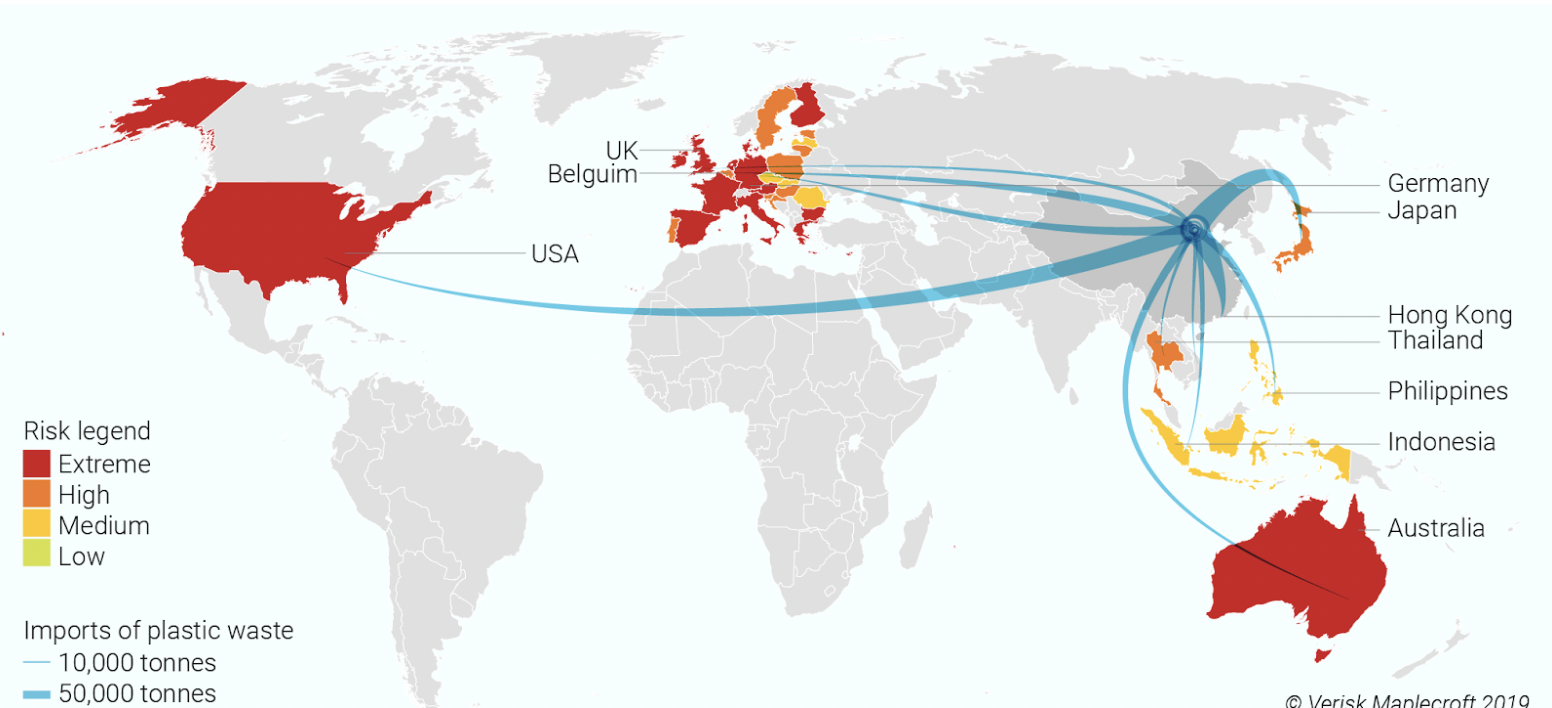 UK
Belguim
USA
Germany
Japan
Hong Kong
Thailand
Philippines
Indonesia
Australia
Risk legend
Extreme
High
Medium
Low
Imports of plastic waste
10,000 tonnes
50,000 tonnes
© Verisk Maplecroft 2019